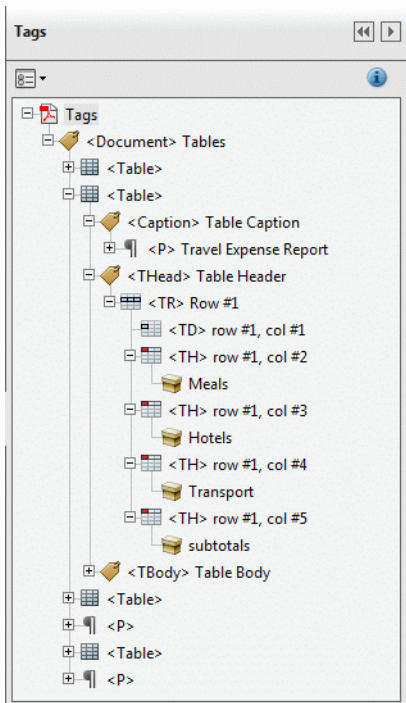 Tags
Tags
<Document> Tables
<Table>
<Table>
<Caption> Table Caption
<P> Travel Expense Report
<THead> Table Header
<TR> Row #1
<TD> row #1, col #1
<TH> row #1, col #2
Meals
<TH> row #1, col #3
Hotels
<TH> row #1, col #4
Transport
<TH> row #1, col #5
subtotals
<TBody> Table Body
<Table>
<P>
<Table>
<P>